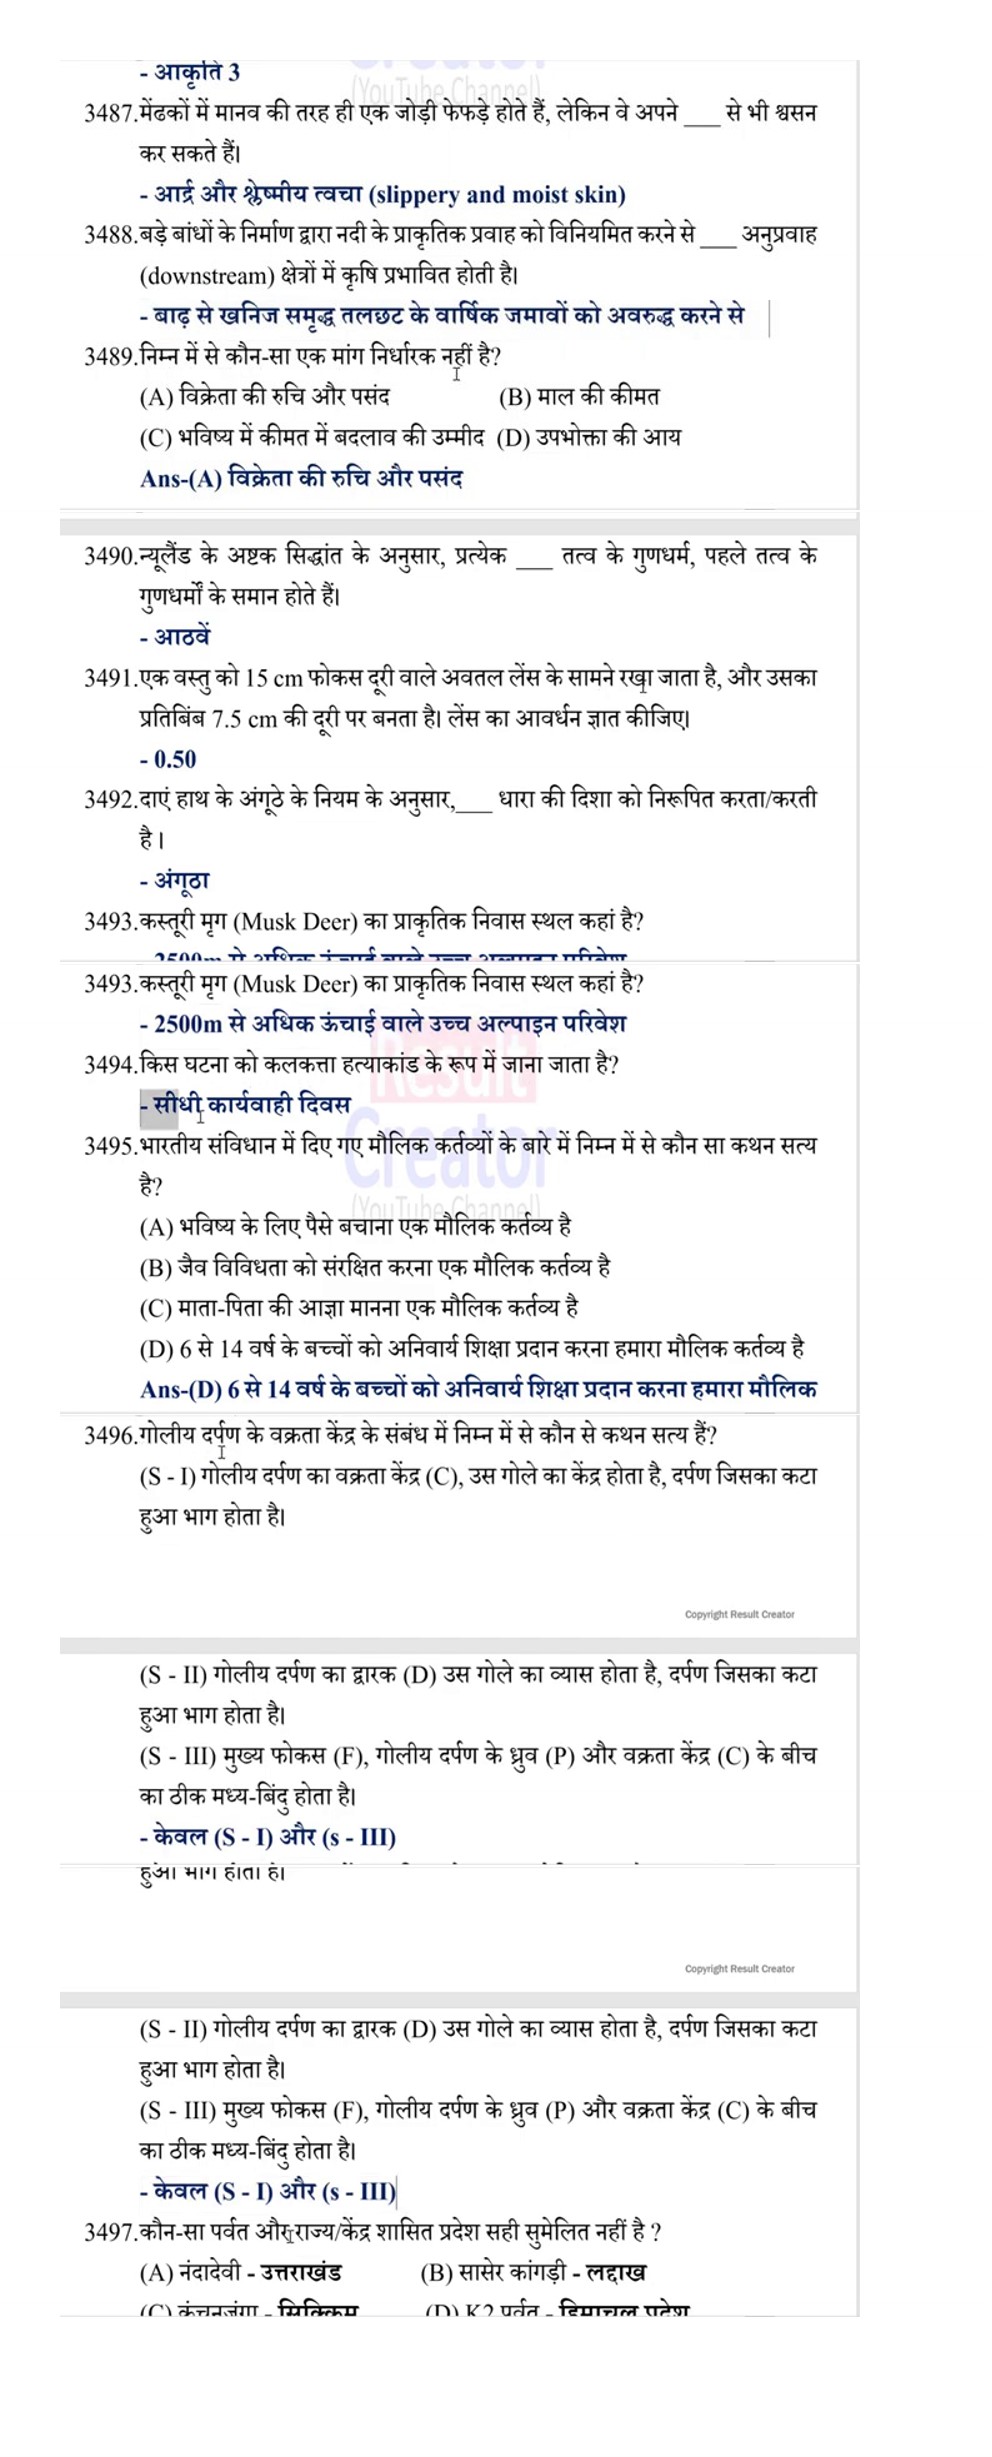 - आकृति 3
(YouTube Channel)
3487.मेंढकों में मानव की तरह ही एक जोड़ी फेफड़े होते हैं, लेकिन वे अपने ___ से भी श्वसन
कर सकते हैं।
- आर्द्र और श्लेष्मीय त्वचा (slippery and moist skin)
3488.बड़े बांधों के निर्माण द्वारा नदी के प्राकृतिक प्रवाह को विनियमित करने से ___ अनुप्रवाह
(downstream) क्षेत्रों में कृषि प्रभावित होती है।
- बाढ़ से खनिज समृद्ध तलछट के वार्षिक जमावों को अवरुद्ध करने से
3489.निम्न में से कौन-सा एक मांग निर्धारक नहीं है?
(A) विक्रेता की रुचि और पसंद (B) माल की कीमत
(C) भविष्य में कीमत में बदलाव की उम्मीद (D) उपभोक्ता की आय
Ans-(A) विक्रेता की रुचि और पसंद
3490.न्यूलैंड के अष्टक सिद्धांत के अनुसार, प्रत्येक ___ तत्व के गुणधर्म, पहले तत्व के
गुणधर्मों के समान होते हैं।
- आठवें
3491.एक वस्तु को 15 cm फोकस दूरी वाले अवतल लेंस के सामने रखा जाता है, और उसका
प्रतिबिंब 7.5 cm की दूरी पर बनता है। लेंस का आवर्धन ज्ञात कीजिए।
- 0.50
3492.दाएं हाथ के अंगूठे के नियम के अनुसार,___ धारा की दिशा को निरूपित करता/करती
है।
- अंगूठा
3493.कस्तूरी मृग (Musk Deer) का प्राकृतिक निवास स्थल कहां है?
2500m से अधिक ऊंचाई वाले उच्च अल्पाइन परिवेश
3493.कस्तूरी मृग (Musk Deer) का प्राकृतिक निवास स्थल कहां है?
- 2500m से अधिक ऊंचाई वाले उच्च अल्पाइन परिवेश
3494.किस घटना को कलकत्ता हत्याकांड के रूप में जाना जाता है?
Result
- सीधी कार्यवाही दिवस
Creator
3495.भारतीय संविधान में दिए गए मौलिक कर्तव्यों के बारे में निम्न में से कौन सा कथन सत्य
है?
(YouTube Channel)
(A) भविष्य के लिए पैसे बचाना एक मौलिक कर्तव्य है
(B) जैव विविधता को संरक्षित करना एक मौलिक कर्तव्य है
(C) माता-पिता की आज्ञा मानना एक मौलिक कर्तव्य है
(D) 6 से 14 वर्ष के बच्चों को अनिवार्य शिक्षा प्रदान करना हमारा मौलिक कर्तव्य है
Ans-(D) 6 से 14 वर्ष के बच्चों को अनिवार्य शिक्षा प्रदान करना हमारा मौलिक
3496.गोलीय दर्पण के वक्रता केंद्र के संबंध में निम्न में से कौन से कथन सत्य हैं?
(S - I) गोलीय दर्पण का वक्रता केंद्र (C), उस गोले का केंद्र होता है, दर्पण जिसका कटा
हुआ भाग होता है।
Copyright Result Creator
(S - II) गोलीय दर्पण का द्वारक (D) उस गोले का व्यास होता है, दर्पण जिसका कटा
हुआ भाग होता है।
(S - III) मुख्य फोकस (F), गोलीय दर्पण के ध्रुव (P) और वक्रता केंद्र (C) के बीच
का ठीक मध्य-बिंदु होता है।
- केवल (S - I) और (s - III)
हुआ भाग होता है।
Copyright Result Creator
(S - II) गोलीय दर्पण का द्वारक (D) उस गोले का व्यास होता है, दर्पण जिसका कटा
हुआ भाग होता है।
(S - III) मुख्य फोकस (F), गोलीय दर्पण के ध्रुव (P) और वक्रता केंद्र (C) के बीच
का ठीक मध्य-बिंदु होता है।
- केवल (S - I) और (s - III)
3497.कौन-सा पर्वत और राज्य/केंद्र शासित प्रदेश सही सुमेलित नहीं है ?
(A) नंदादेवी - उत्तराखंड (B) सासेर कांगड़ी - लद्दाख
(C) कंचनजंगा - सिक्किम (D) K2 पर्वत - हिमाचल प्रदेश